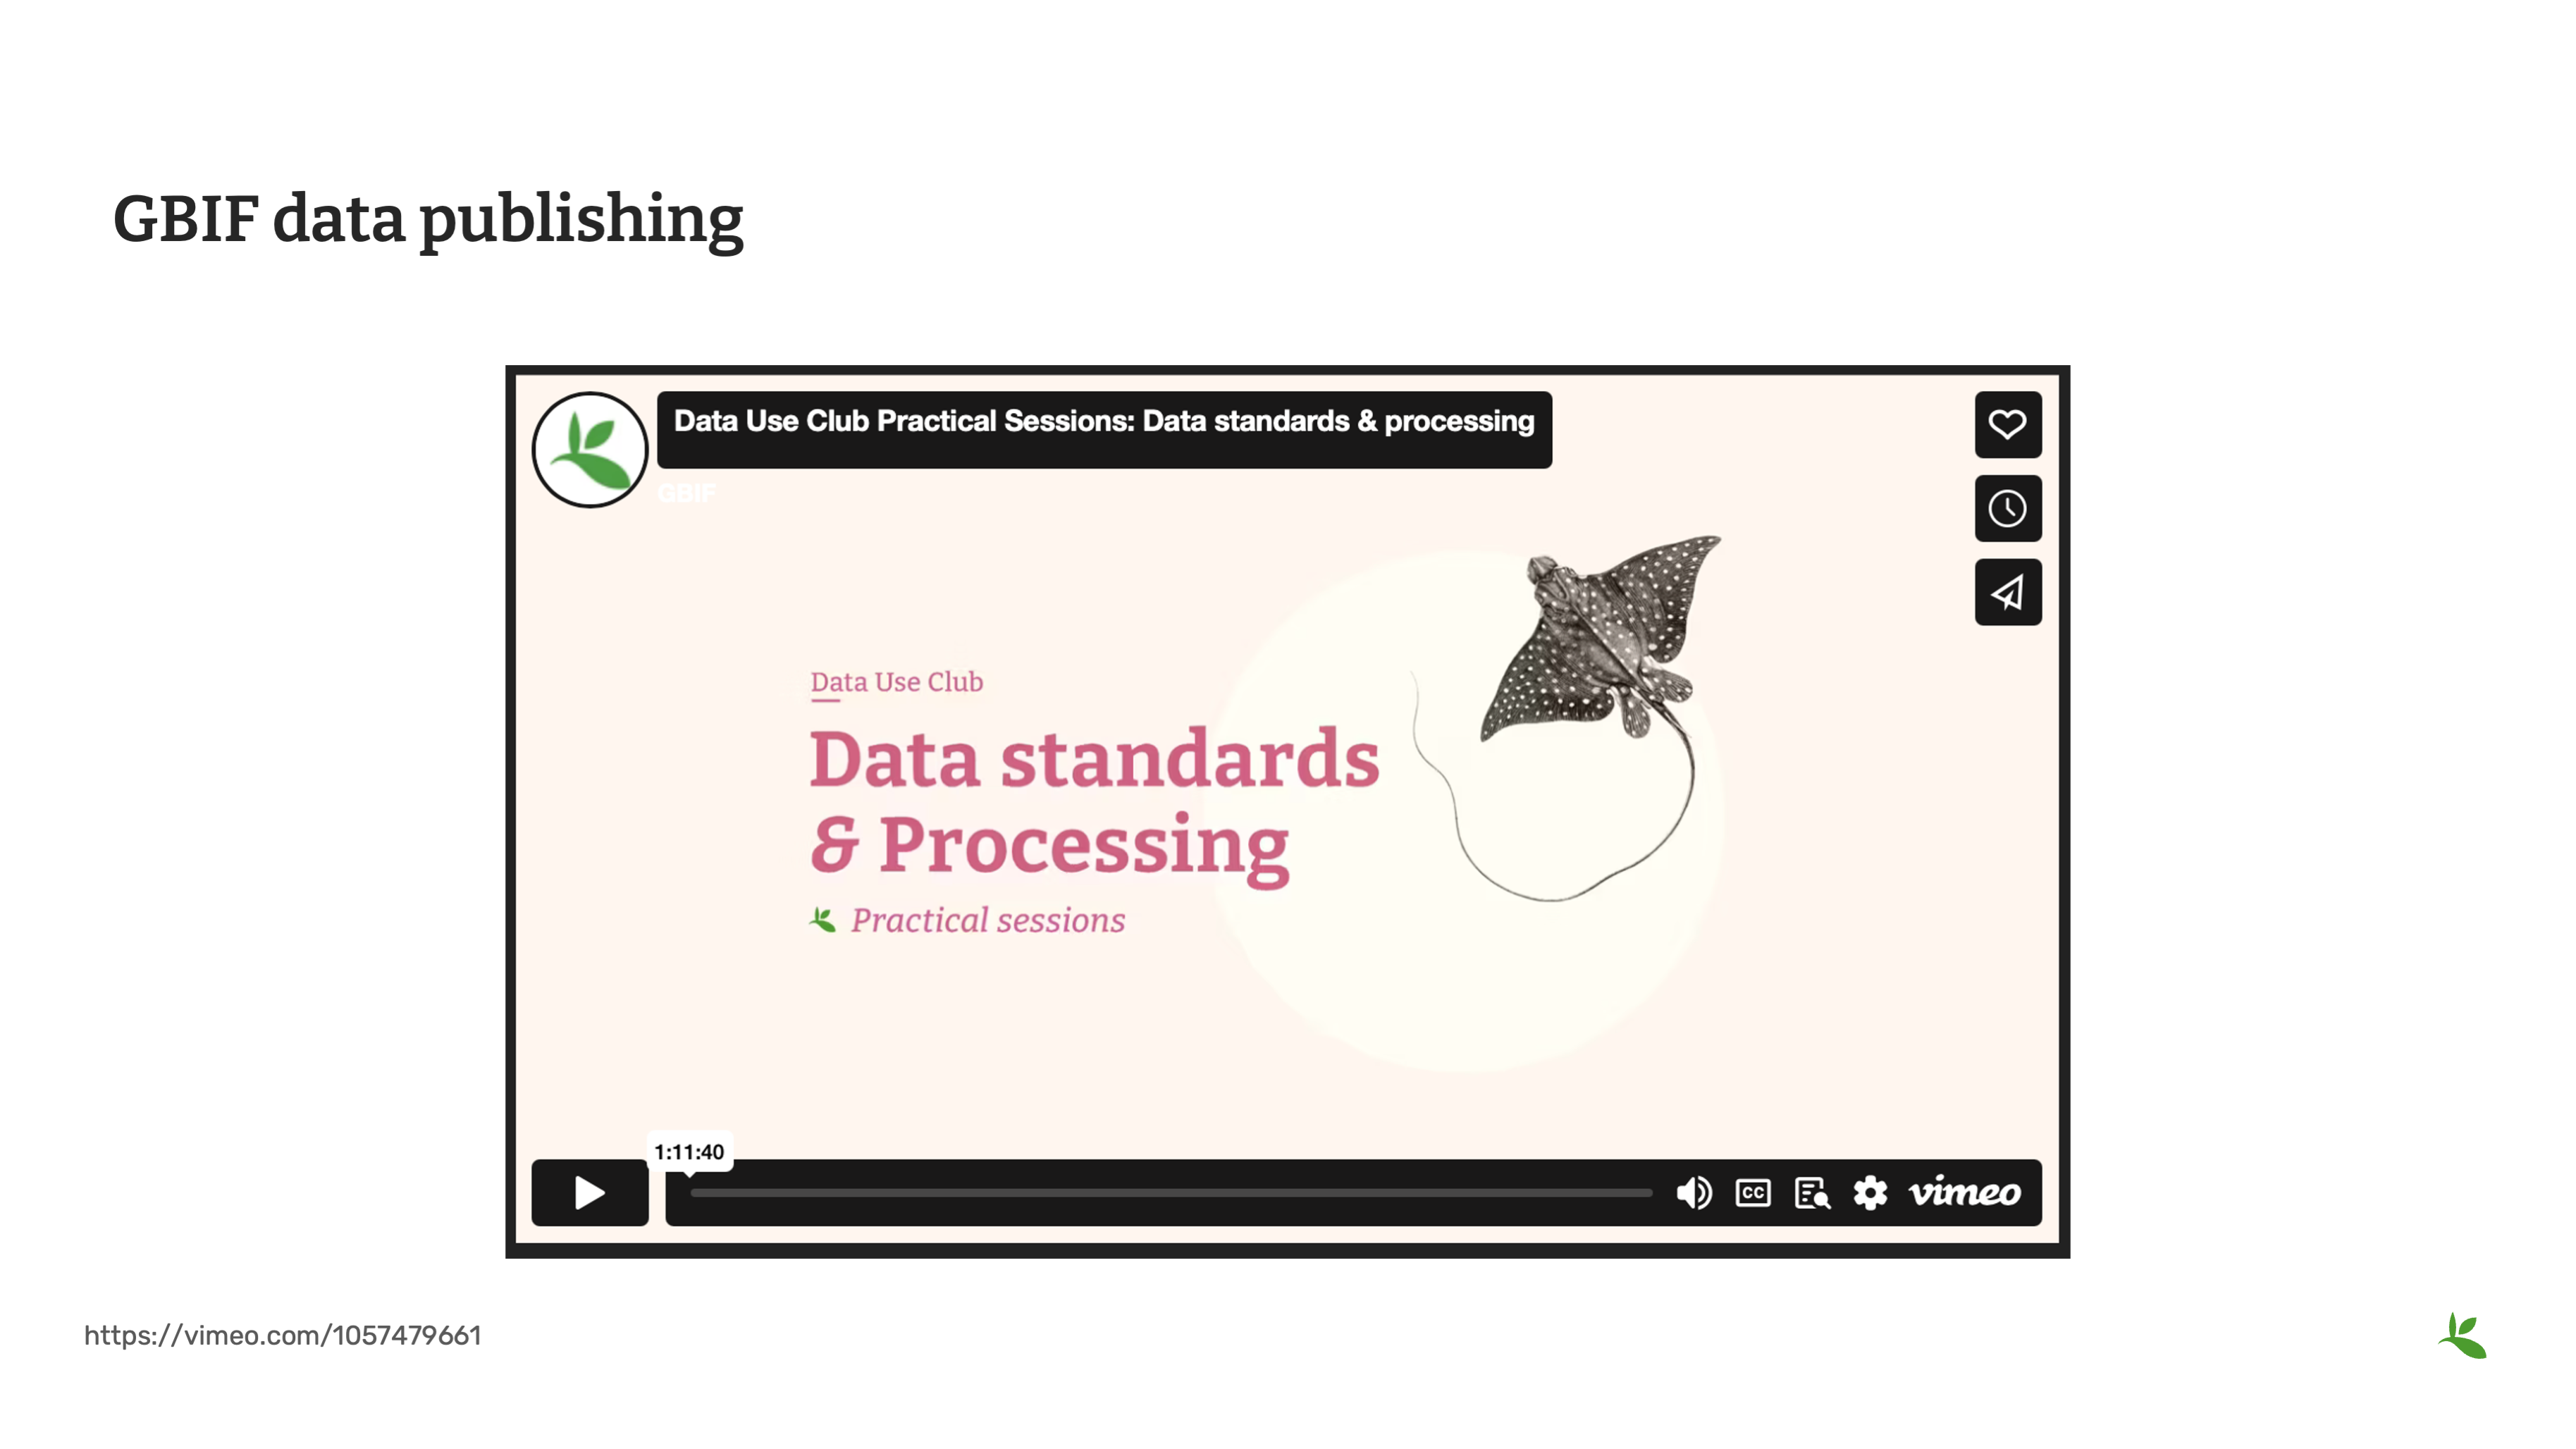 GBIF data publishing
Data Use Club Practical Sessions: Data standards & processing
GBIF
Data Use Club
Data standards
& Processing
Practical sessions
1:11:40
CC
vimeo
https://vimeo.com/1057479661